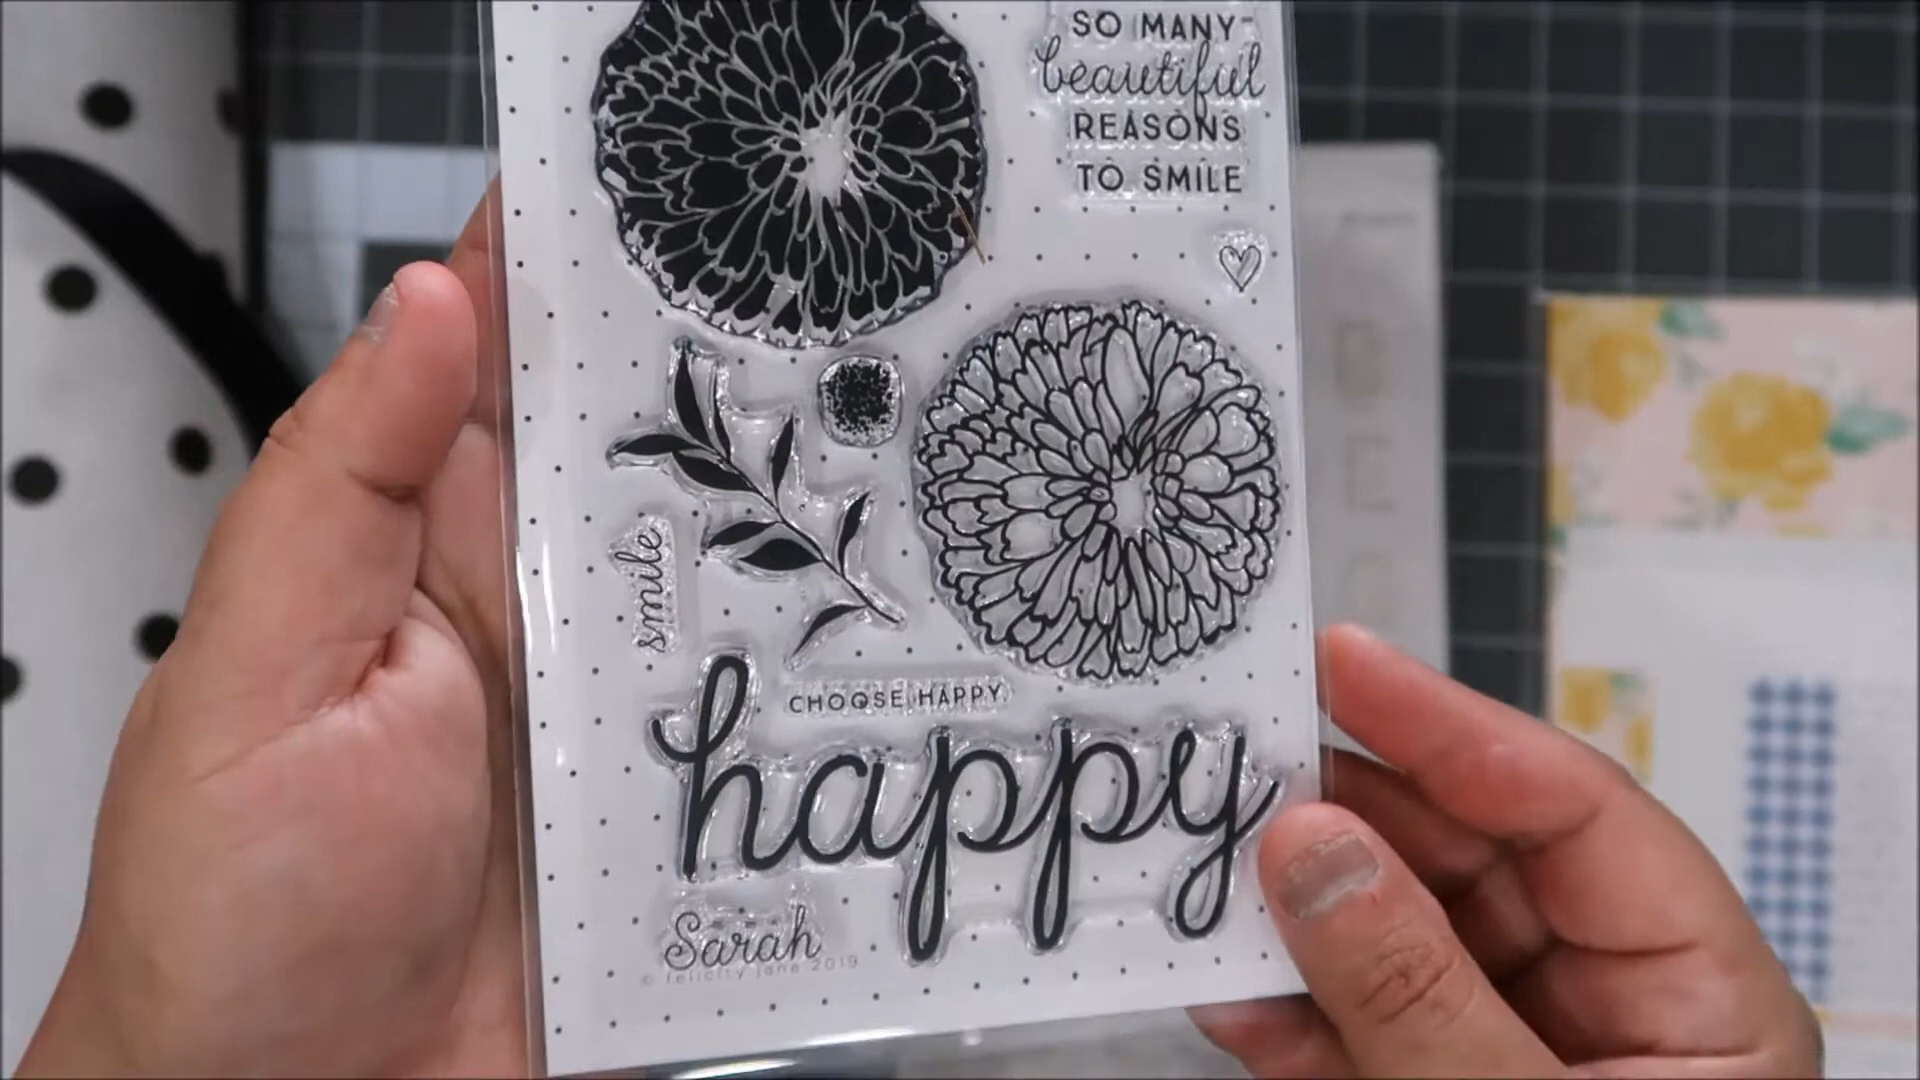 SO MANY
beautiful
REASONS
TO SMILE
smile
CHOOSE HAPPY
happy
Sarah
© felicity jane 2019